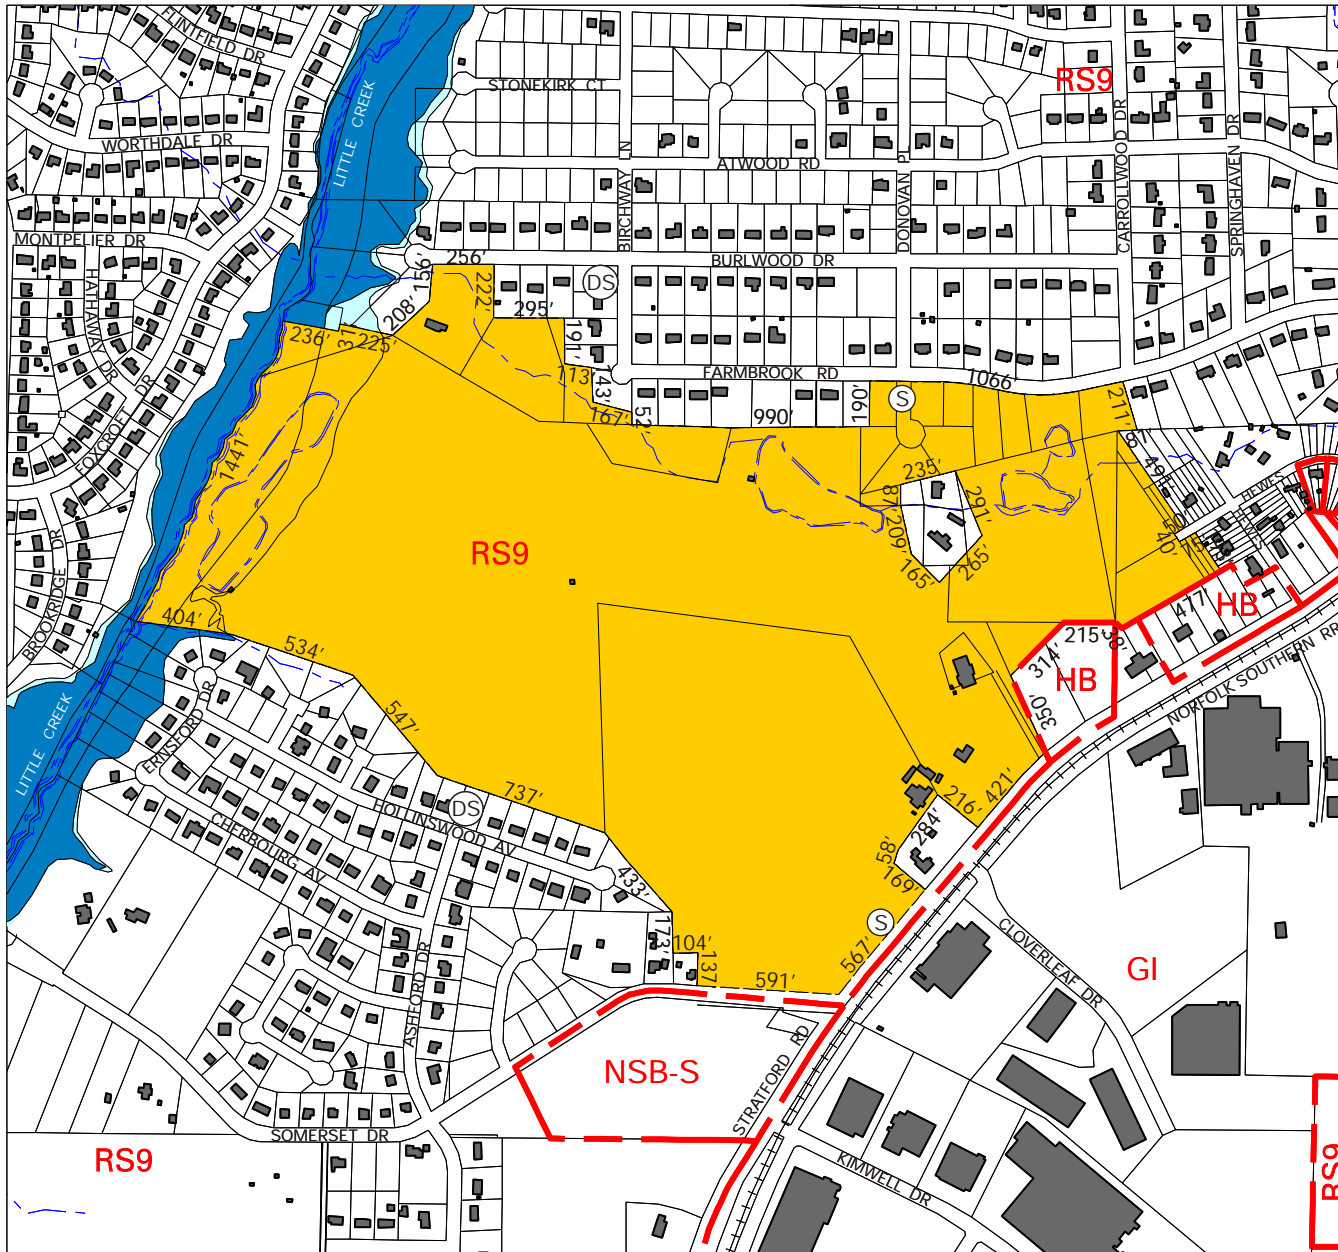 FLINTFIELD DR
STONEKIRK CT
RS9
LITTLE CREEK
WORTHDALE DR
ATWOOD RD
BIRCHWAY LN
DONOVAN PL
CARROLLWOOD DR
SPRINGHAVEN DR
MONTPELIER DR
HATHAWAY DR
BURLWOOD DR
256'
156'
222'
DS
208'
295'
236'
31'
225'
191'
113'
143'
FARMBROOK RD
1066'
167'
52'
990'
190'
S
211'
81'
FOXCROFT DR
1441'
235'
491'
HEWES
87'
291'
209'
50'
40'
165'
265'
BROOKRIDGE DR
RS9
404'
534'
477'
HB
215'
38'
314'
HB
350'
NORFOLK SOUTHERN RR
LITTLE CREEK
ERNSFORD DR
547'
737'
DS
HOLLINSWOOD AV
CHERBOURG AV
216'
421'
284'
58'
169'
433'
S
173'
104'
137'
567'
591'
CLOVERLEAF DR
GI
ASHFORD DR
NSB-S
STRATFORD RD
SOMERSET DR
RS9
KIMWELL DR
RS9